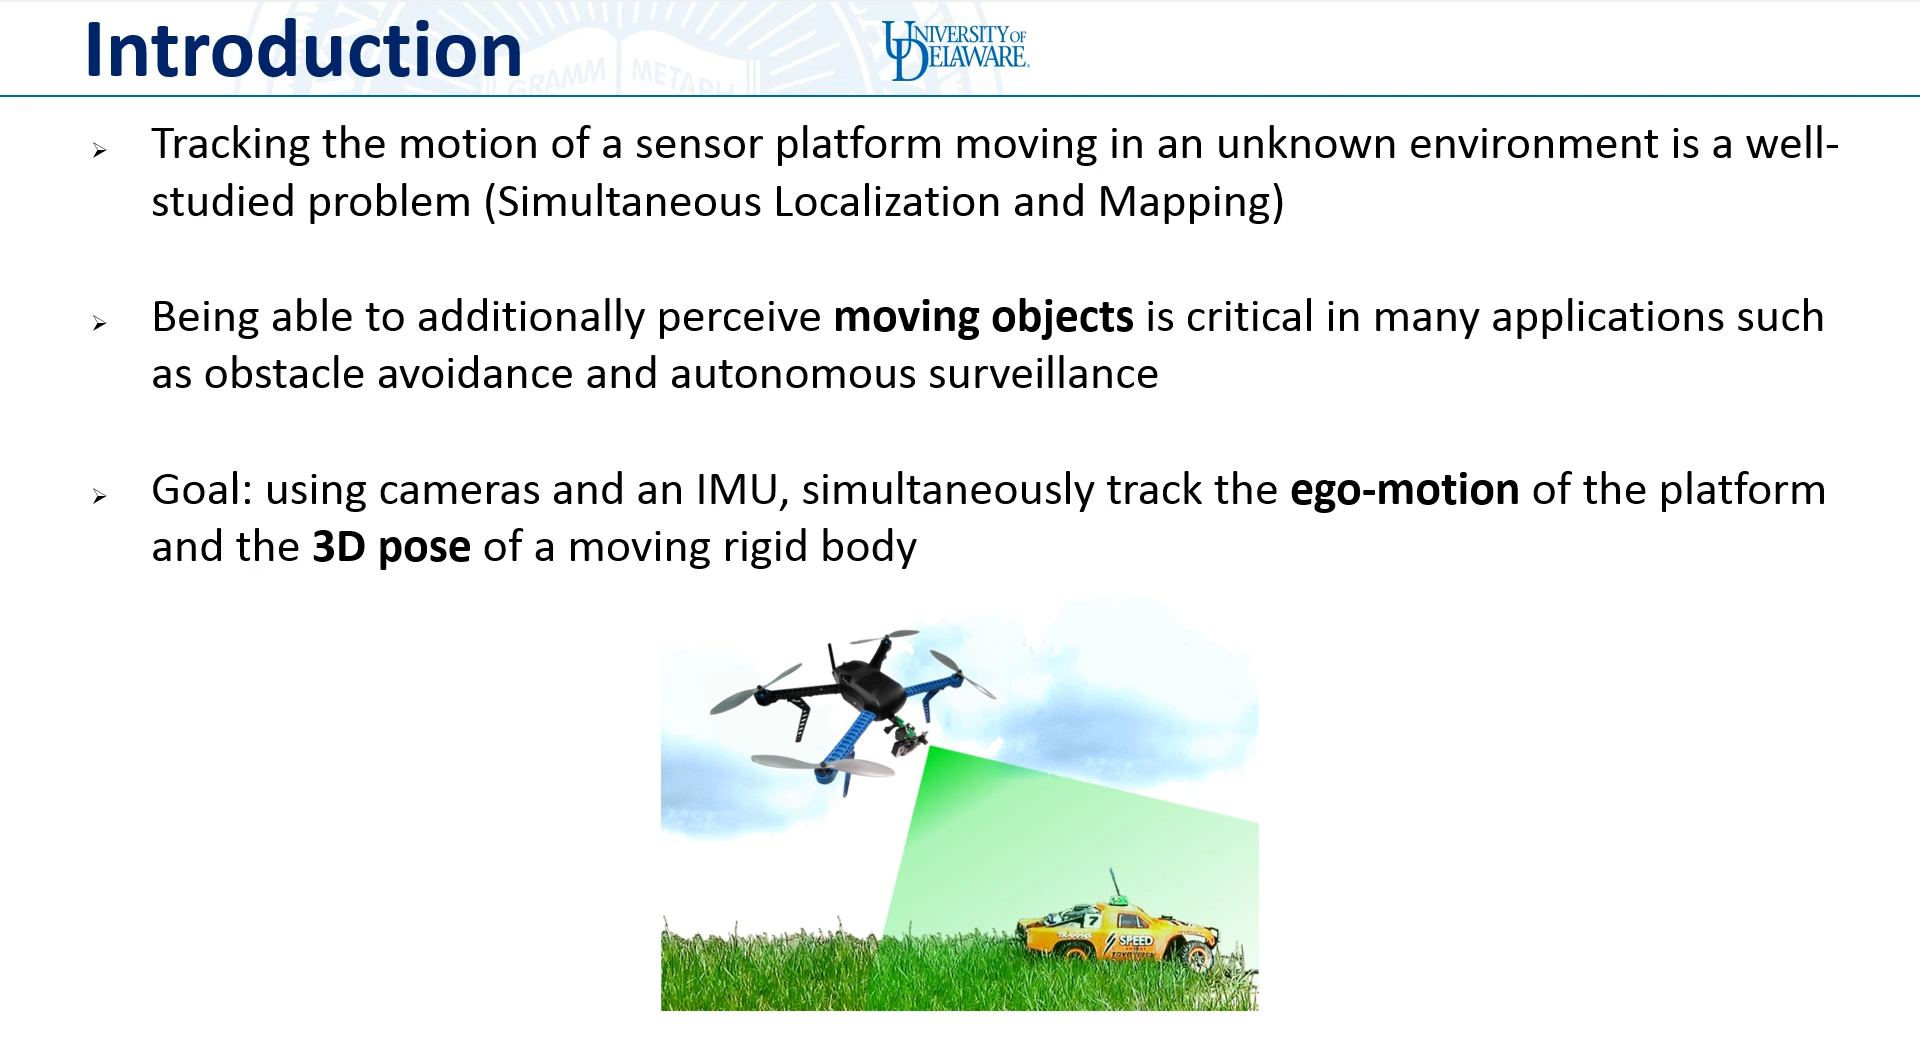 Introduction
GRAMM METAPH
UNIVERSITY OF
DELAWARE
Tracking the motion of a sensor platform moving in an unknown environment is a well-
studied problem (Simultaneous Localization and Mapping)
Being able to additionally perceive moving objects is critical in many applications such
as obstacle avoidance and autonomous surveillance
Goal: using cameras and an IMU, simultaneously track the ego-motion of the platform
and the 3D pose of a moving rigid body
7
SPEED